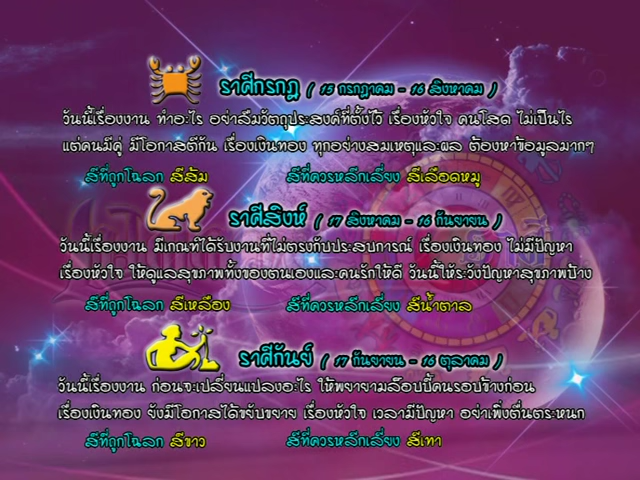 ราศีกรกฎ ( 15 กรกฎาคม - 16 สิงหาคม )
วันนี้เรื่องงาน ทำอะไร อย่าลืมวัตถุประสงค์ที่ตั้งไว้ เรื่องหัวใจ คนโสด ไม่เป็นไร
แต่คนมีคู่ มีโอกาสตีกัน เรื่องเงินทอง ทุกอย่างสมเหตุและผล ต้องหาข้อมูลมากๆ
สีที่ถูกโฉลก สีส้ม สีที่ควรหลีกเลี่ยง สีเลือดหมู
ราศีสิงห์ ( 17 สิงหาคม - 16 กันยายน )
วันนี้เรื่องงาน มีเกณฑ์ได้รับงานที่ไม่ตรงกับประสบการณ์ เรื่องเงินทอง ไม่มีปัญหา
เรื่องหัวใจ ให้ดูแลสุขภาพทั้งของตนเองและคนรักให้ดี วันนี้ให้ระวังปัญหาสุขภาพบ้าง
สีที่ถูกโฉลก สีเหลือง สีที่ควรหลีกเลี่ยง สีน้ำตาล
ราศีกันย์ ( 17 กันยายน - 16 ตุลาคม )
วันนี้เรื่องงาน ก่อนจะเปลี่ยนแปลงอะไร ให้พยายามล็อบบี้คนรอบข้างก่อน
เรื่องเงินทอง ยังมีโอกาสได้ขยับขยาย เรื่องหัวใจ เวลามีปัญหา อย่าเพิ่งตื่นตระหนก
สีที่ถูกโฉลก สีขาว สีที่ควรหลีกเลี่ยง สีเทา